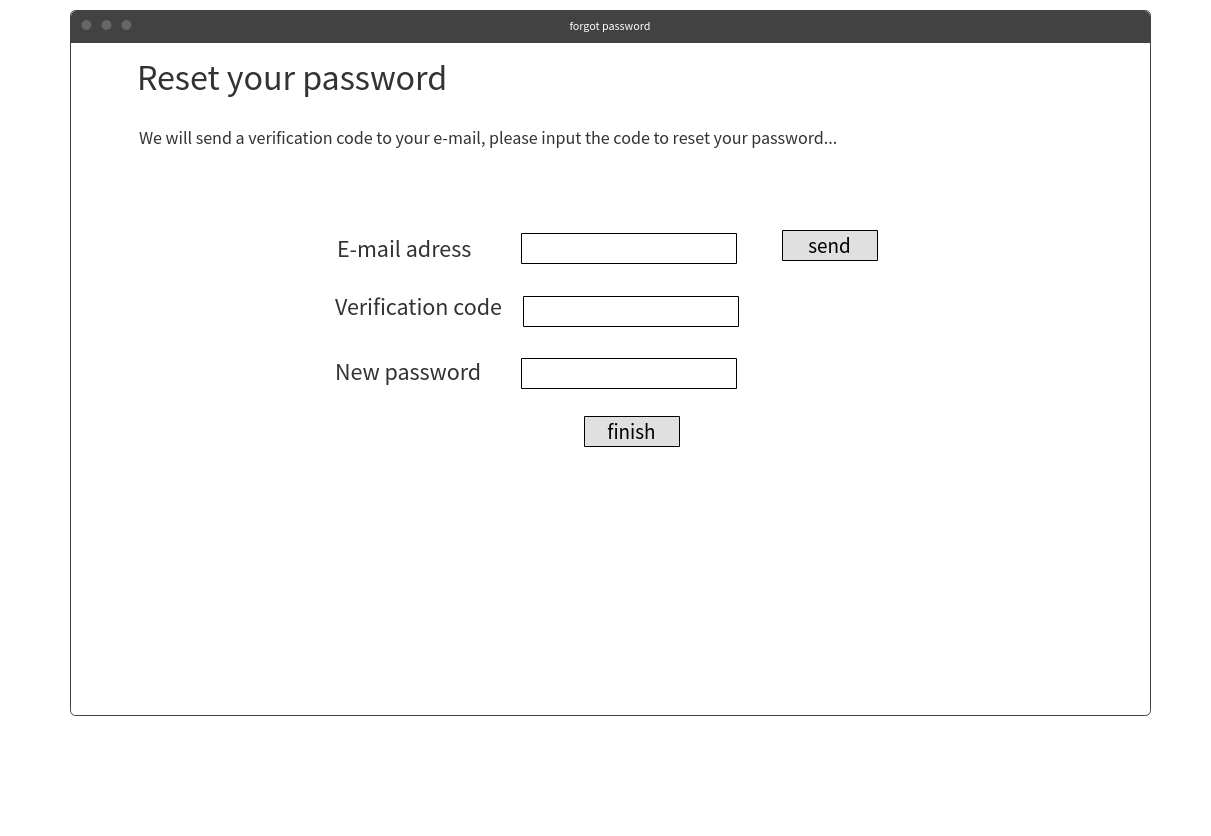 forgot password
Reset your password
We will send a verification code to your e-mail, please input the code to reset your password...
E-mail adress
send
Verification code
New password
finish